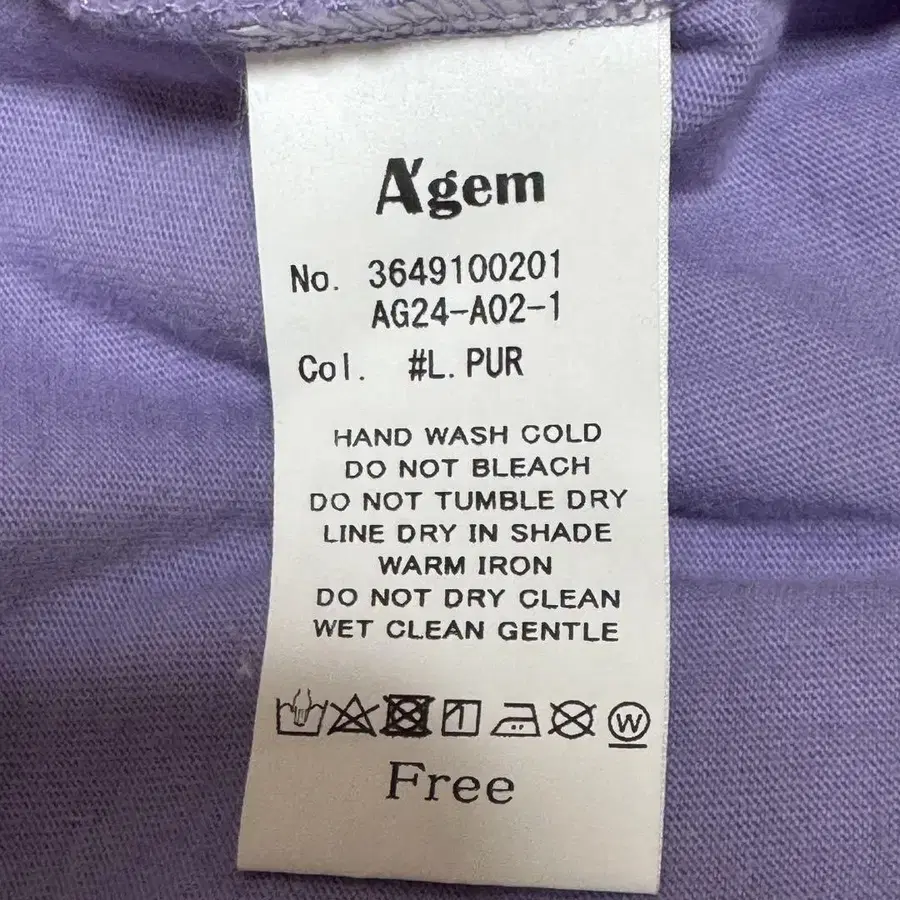 A'gem
No. 3649100201
AG24-A02-1
Col. #L.PUR
HAND WASH COLD
DO NOT BLEACH
DO NOT TUMBLE DRY
LINE DRY IN SHADE
WARM IRON
DO NOT DRY CLEAN
WET CLEAN GENTLE
W
Free